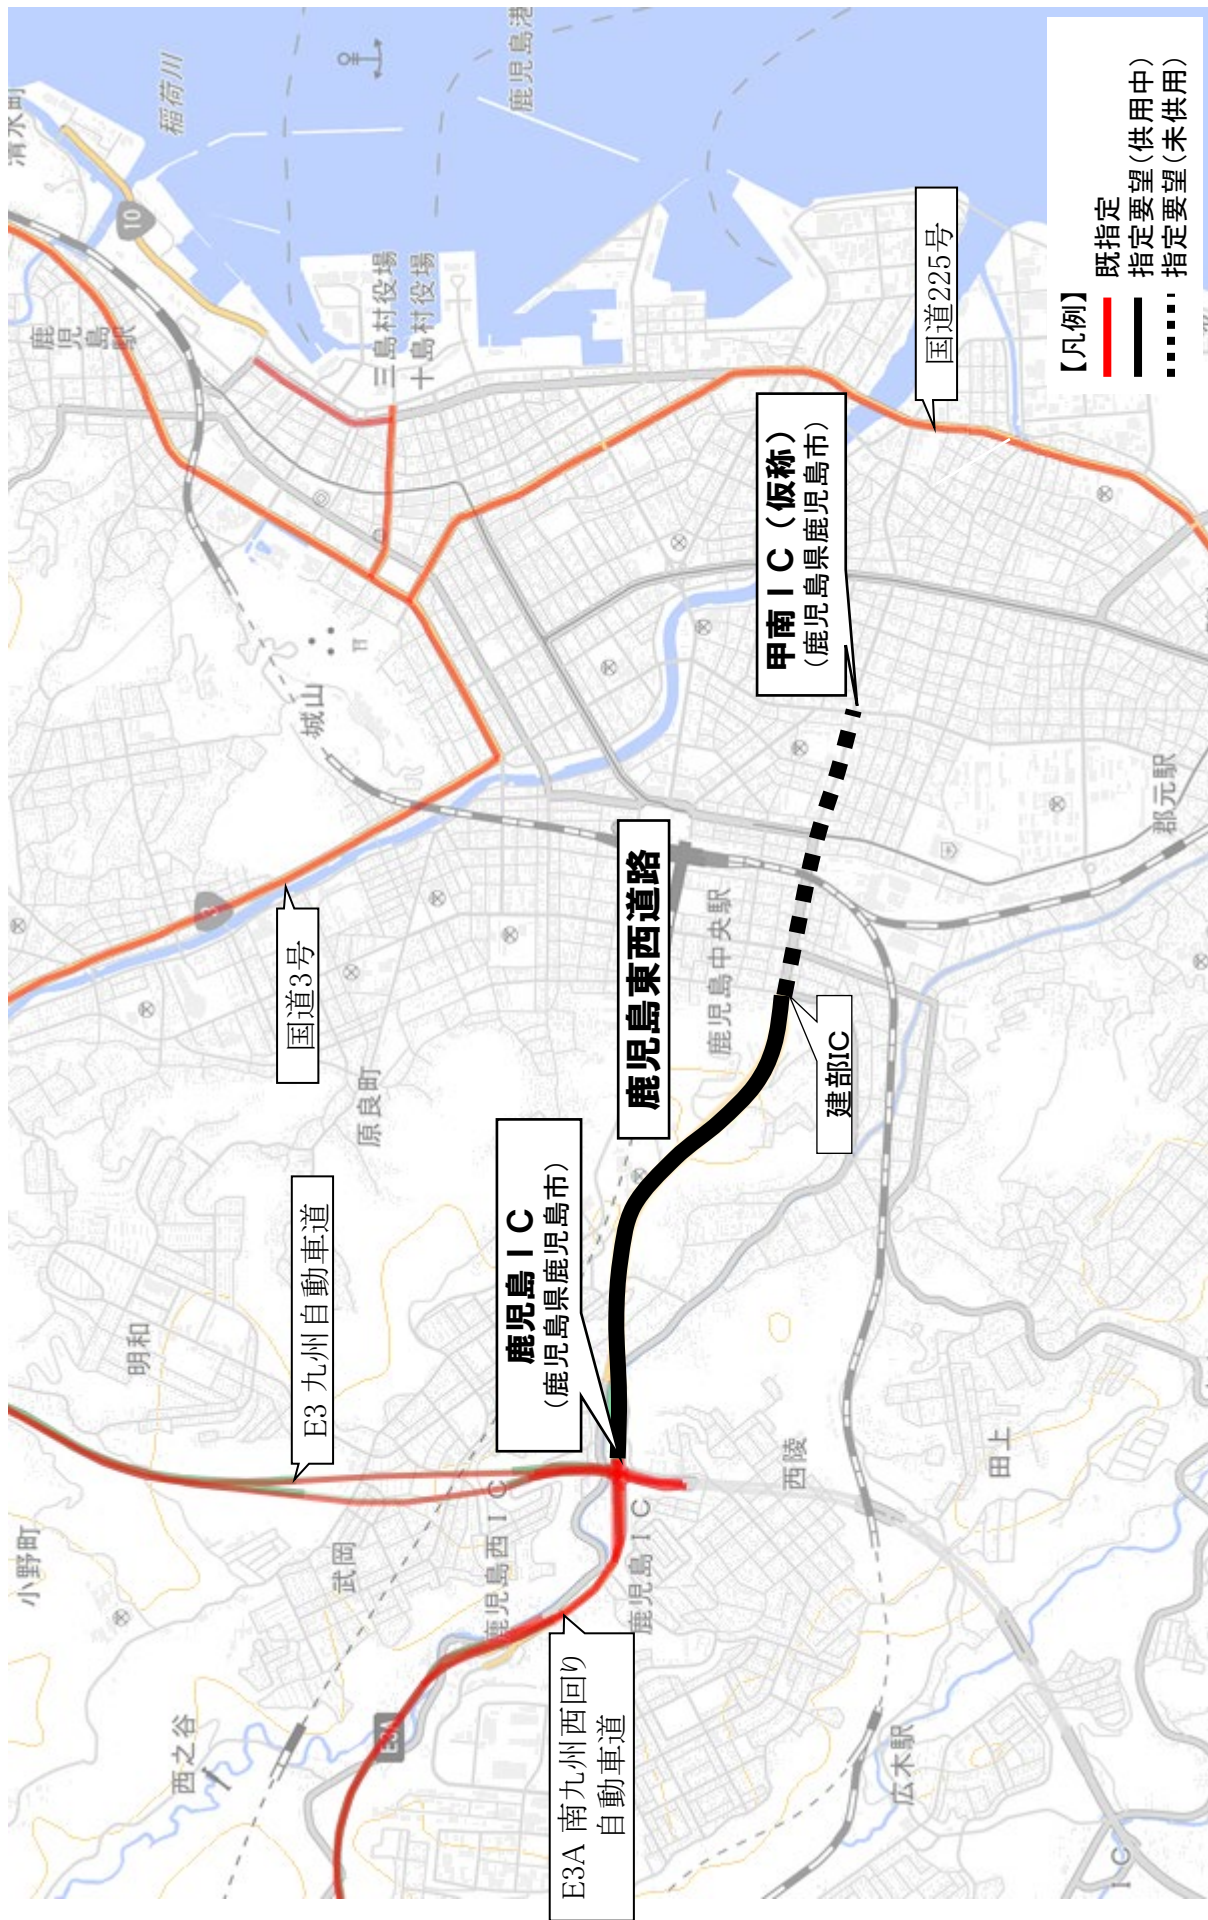 【凡例】
既指定
指定要望(供用中)
指定要望(未供用)
E3A 南九州西回り
自動車道
E3 九州自動車道
鹿児島ＩＣ
（鹿児島県鹿児島市）
鹿児島東西道路
建部IC
甲南ＩＣ（仮称）
（鹿児島県鹿児島市）
国道3号
国道225号
西之谷
小野町
武岡
明和
原良町
城山
鹿児島駅
稲荷川
清水町
10
三島村役場
十島村役場
鹿児島港
鹿児島西ＩＣ
鹿児島ＩＣ
E3A
西陵
田上
広木駅
鹿児島中央駅
郡元駅
ＩＣ